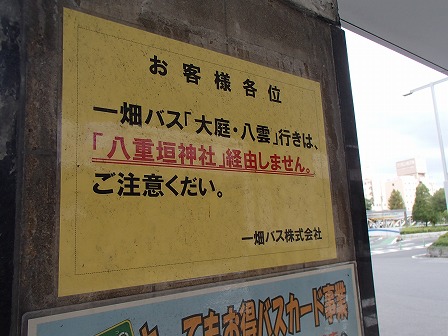 お客様各位
一畑バス「大庭・八雲」行きは、
「八重垣神社」経由しません。
ご注意くだい。
一畑バス株式会社
とってもお得バスカード事業